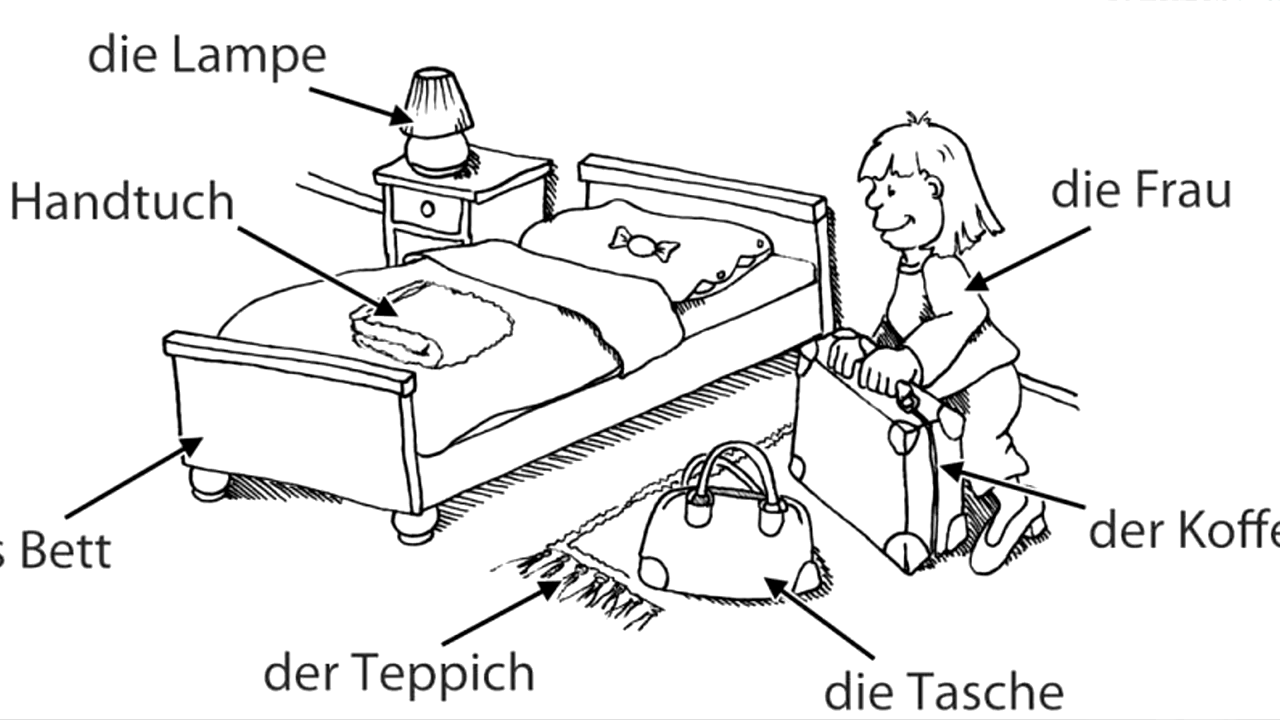 die Lampe
Handtuch
die Frau
s Bett
der Koffe
der Teppich
die Tasche